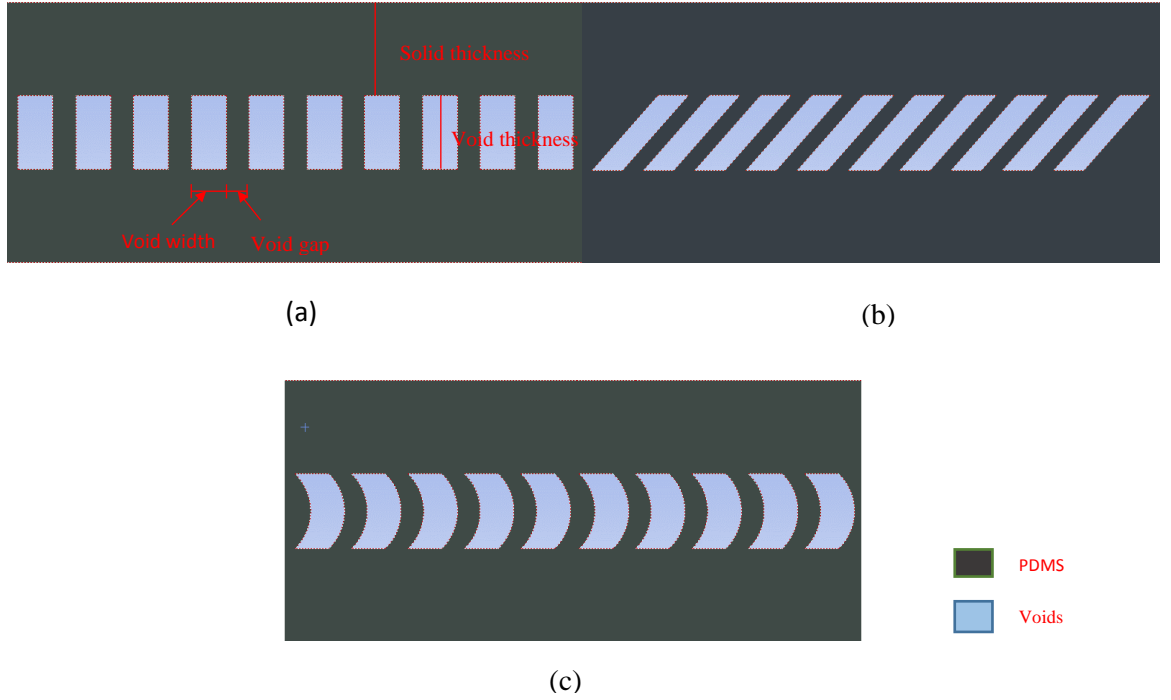 Solid thickness
Void thickness
Void width
Void gap
(a)
(b)
PDMS
Voids
(c)